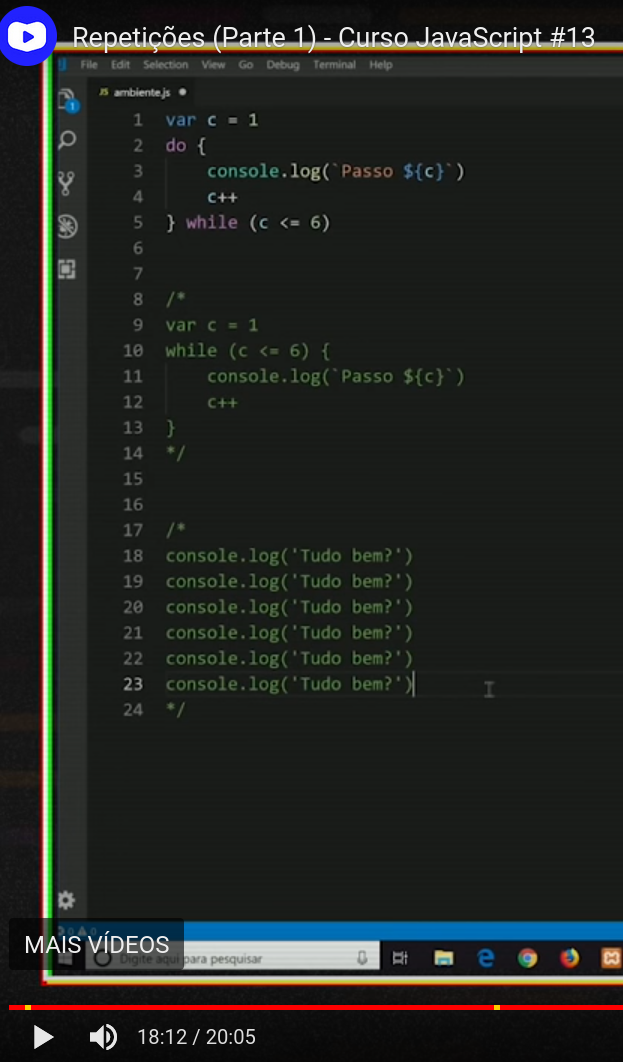 Repetições (Parte 1) - Curso JavaScript #13
File Edit Selection View Go Debug Terminal Help
JS ambiente.js ●
1
1 var c = 1
2 do {
3 console.log(`Passo ${c}`)
4 c++
5 } while (c <= 6)
6
7
8 /*
9 var c = 1
10 while (c <= 6) {
11 console.log(`Passo ${c}`)
12 c++
13 }
14 */
15
16
17 /*
18 console.log('Tudo bem?')
19 console.log('Tudo bem?')
20 console.log('Tudo bem?')
21 console.log('Tudo bem?')
22 console.log('Tudo bem?')
23 console.log('Tudo bem?')
24 */
0 0
MAIS VÍDEOS
Digite aqui para pesquisar
18:12 / 20:05